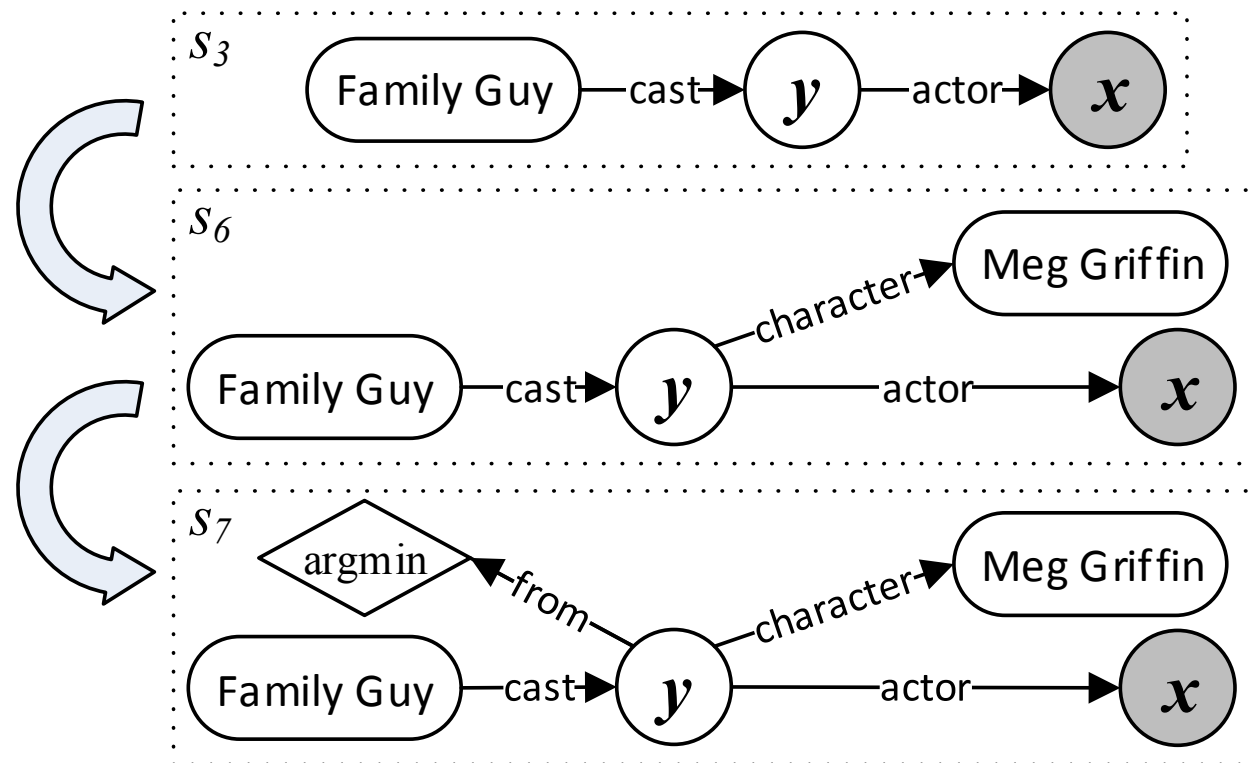 s3
Family Guy cast y actor x
s6
Meg Griffin
character
Family Guy cast y actor x
s7
argmin from character Meg Griffin
Family Guy cast y actor x